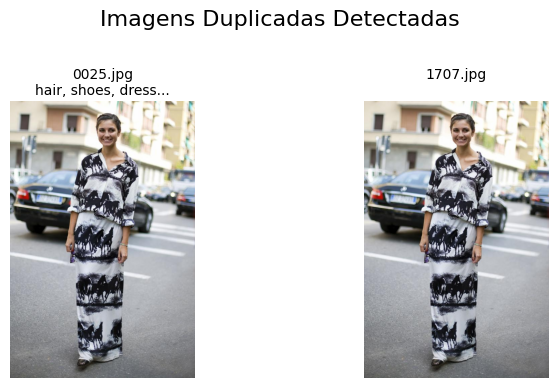 Imagens Duplicadas Detectadas
0025.jpg
hair, shoes, dress...
1707.jpg